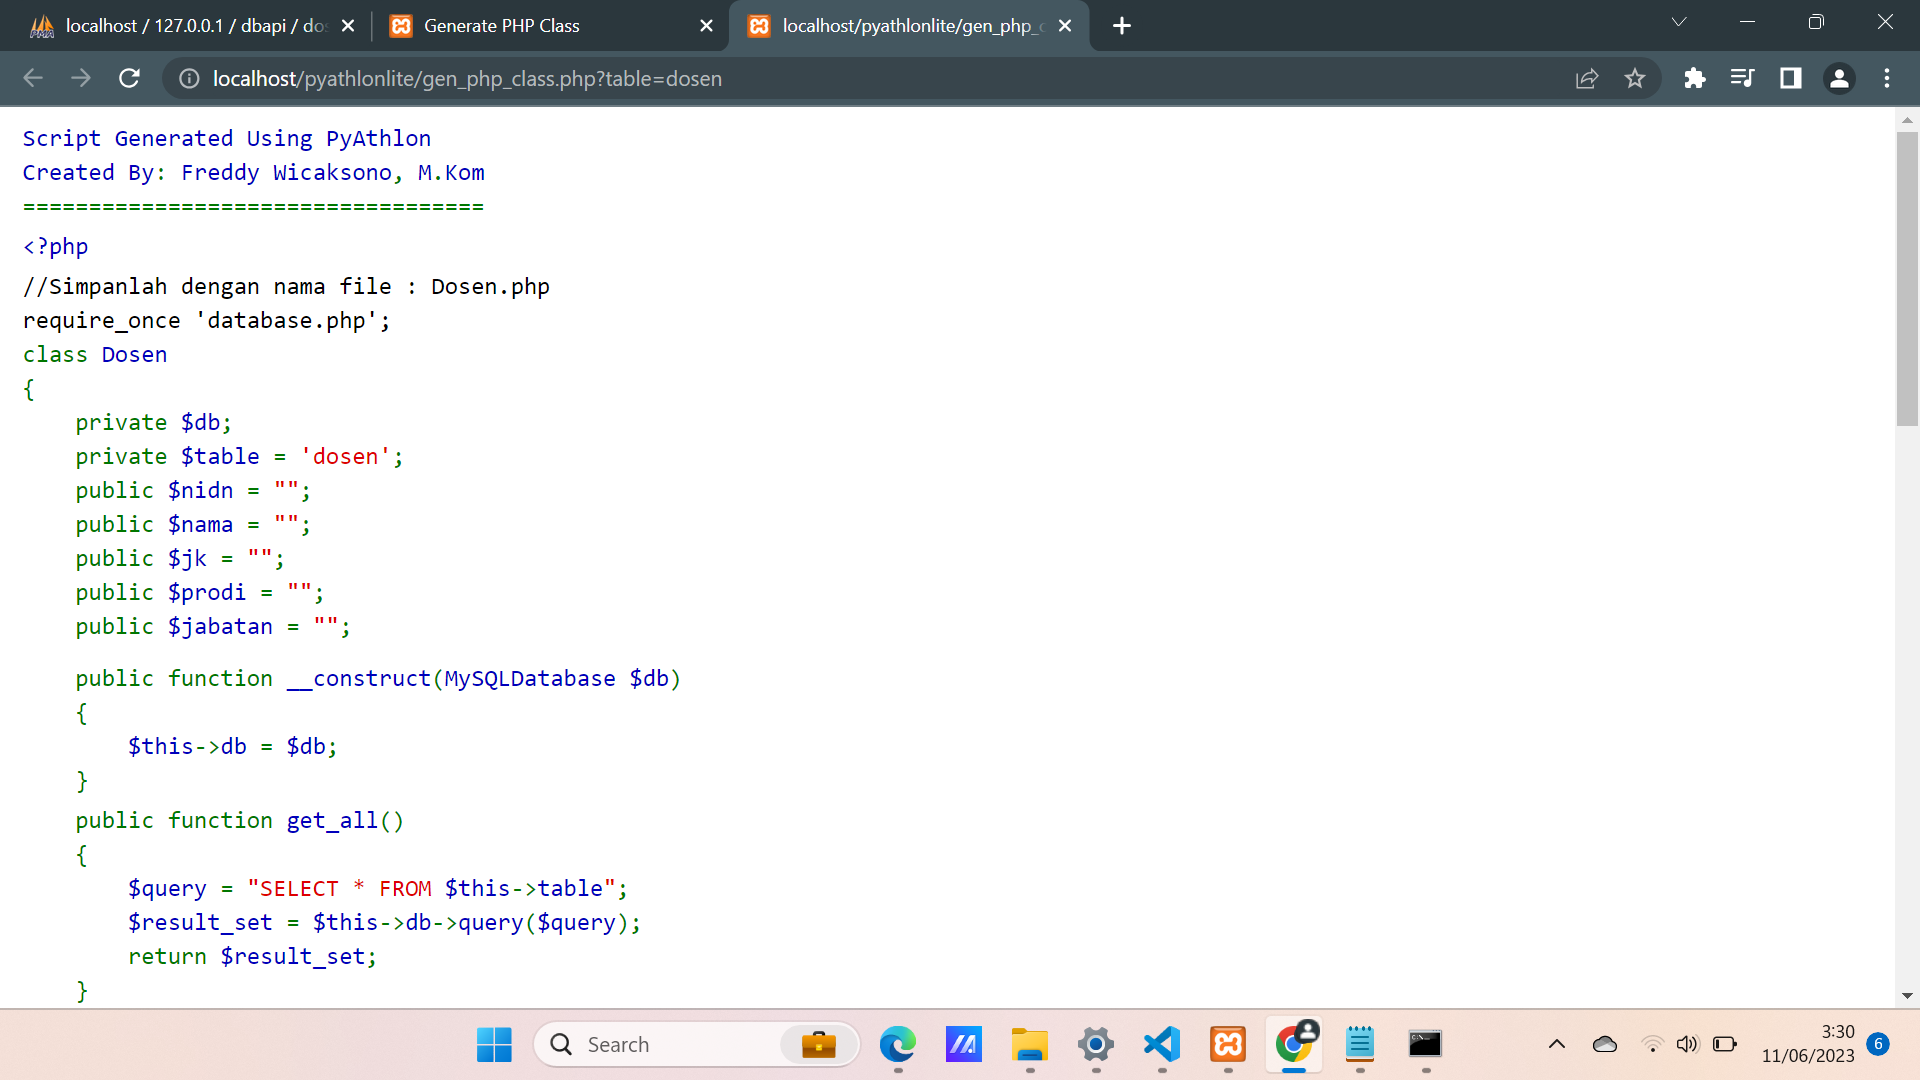 localhost / 127.0.0.1 / dbapi / do
Generate PHP Class
localhost/pyathlonlite/gen_php_c
localhost/pyathlonlite/gen_php_class.php?table=dosen
Script Generated Using PyAthlon
Created By: Freddy Wicaksono, M.Kom
===================================
<?php
//Simpanlah dengan nama file : Dosen.php
require_once 'database.php';
class Dosen
{
    private $db;
    private $table = 'dosen';
    public $nidn = "";
    public $nama = "";
    public $jk = "";
    public $prodi = "";
    public $jabatan = "";
    public function __construct(MySQLDatabase $db)
    {
        $this->db = $db;
    }
    public function get_all()
    {
        $query = "SELECT * FROM $this->table";
        $result_set = $this->db->query($query);
        return $result_set;
    }
Search
3:30
11/06/2023
6